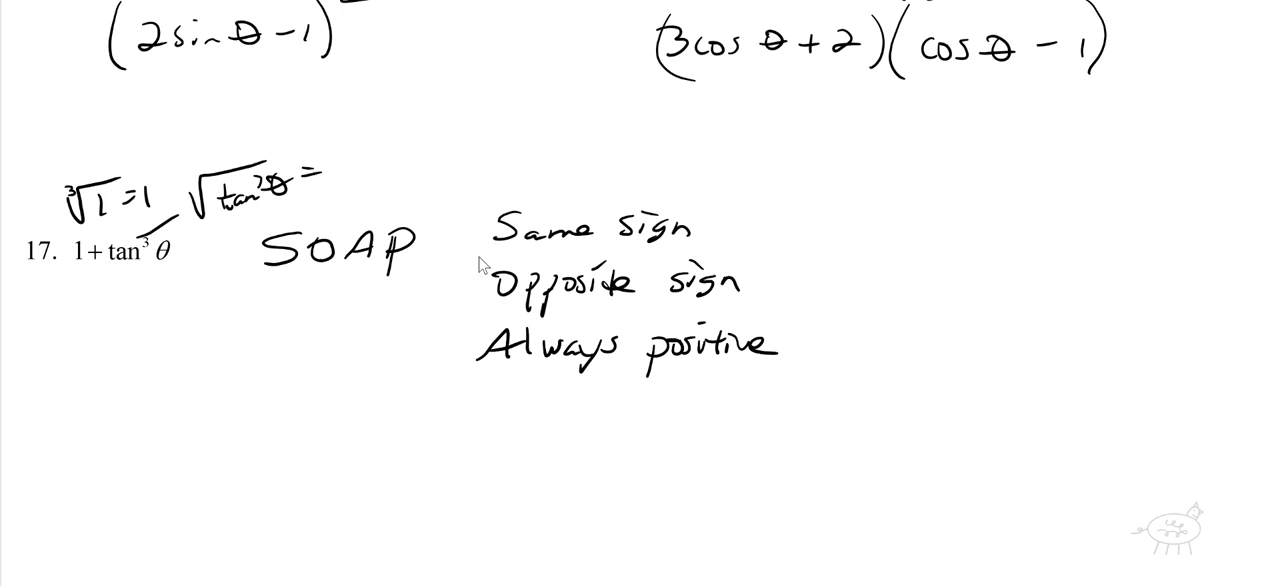 (2sin θ - 1)
(3cos θ + 2)(cos θ - 1)
∛1 = 1 √tan³θ =
17. 1 + tan³ θ
SOAP
Same sign
Opposite sign
Always positive